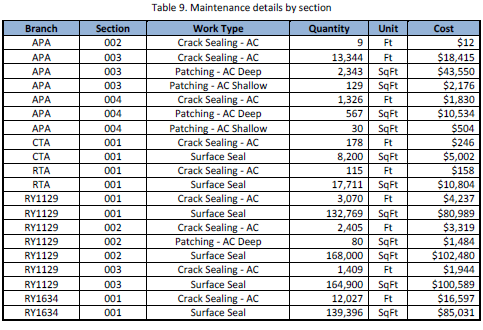 Table 9. Maintenance details by section
Branch Section Work Type Quantity Unit Cost
APA 002 Crack Sealing - AC 9 Ft $12
APA 003 Crack Sealing - AC 13,344 Ft $18,415
APA 003 Patching - AC Deep 2,343 SqFt $43,550
APA 003 Patching - AC Shallow 129 SqFt $2,176
APA 004 Crack Sealing - AC 1,326 Ft $1,830
APA 004 Patching - AC Deep 567 SqFt $10,534
APA 004 Patching - AC Shallow 30 SqFt $504
CTA 001 Crack Sealing - AC 178 Ft $246
CTA 001 Surface Seal 8,200 SqFt $5,002
RTA 001 Crack Sealing - AC 115 Ft $158
RTA 001 Surface Seal 17,711 SqFt $10,804
RY1129 001 Crack Sealing - AC 3,070 Ft $4,237
RY1129 001 Surface Seal 132,769 SqFt $80,989
RY1129 002 Crack Sealing - AC 2,405 Ft $3,319
RY1129 002 Patching - AC Deep 80 SqFt $1,484
RY1129 002 Surface Seal 168,000 SqFt $102,480
RY1129 003 Crack Sealing - AC 1,409 Ft $1,944
RY1129 003 Surface Seal 164,900 SqFt $100,589
RY1634 001 Crack Sealing - AC 12,027 Ft $16,597
RY1634 001 Surface Seal 139,396 SqFt $85,031